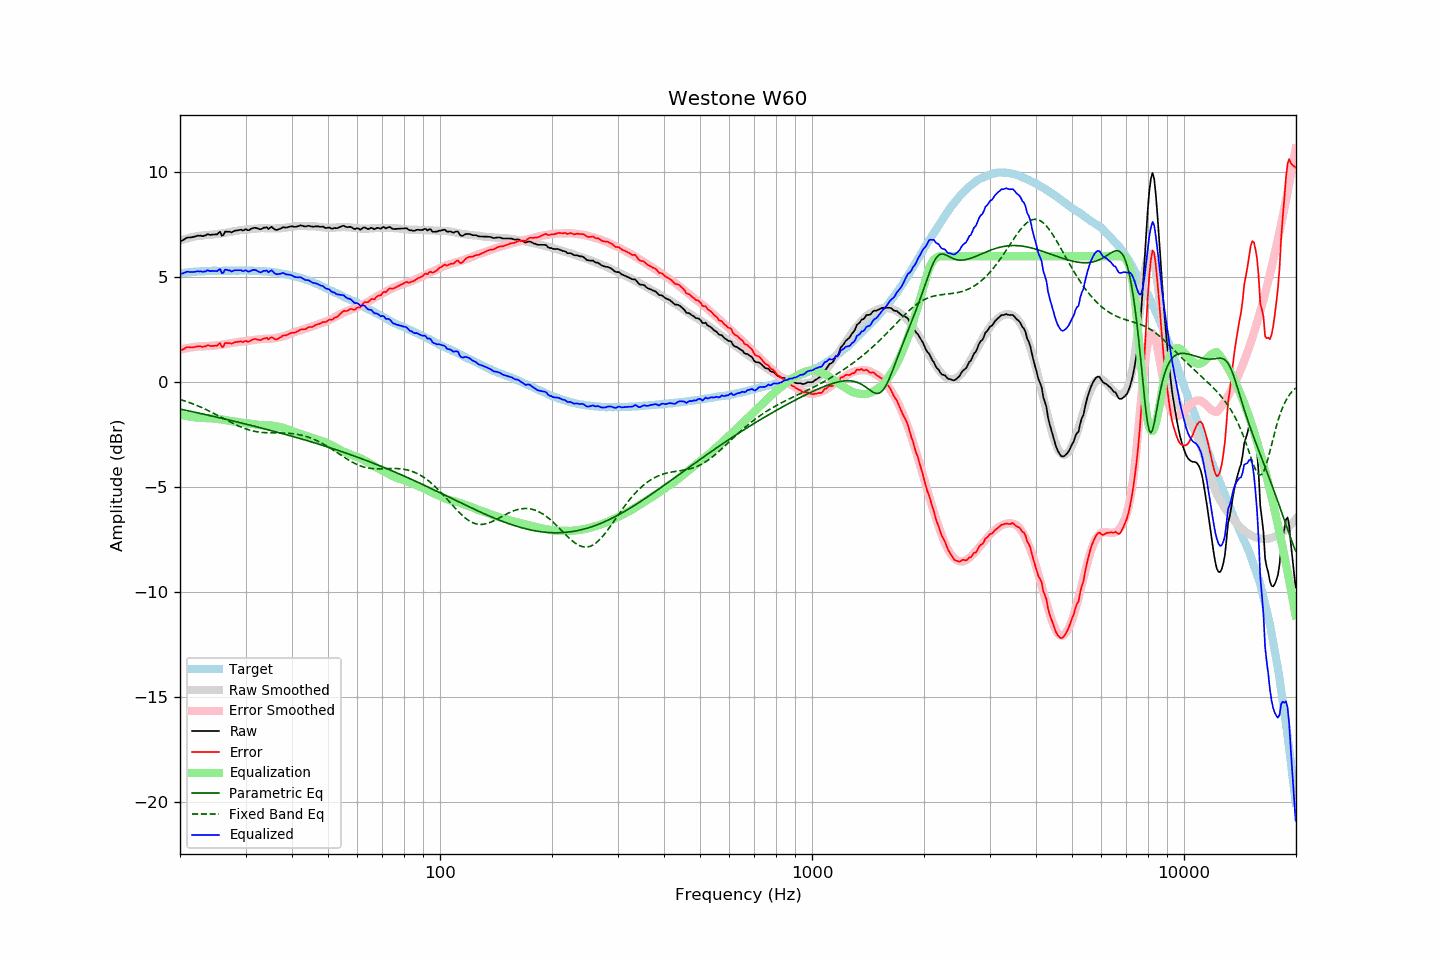 Westone W60
10
5
0
−5
−10
−15
−20
Amplitude (dBr)
Target
Raw Smoothed
Error Smoothed
Raw
Error
Equalization
Parametric Eq
Fixed Band Eq
Equalized
100
1000
10000
Frequency (Hz)